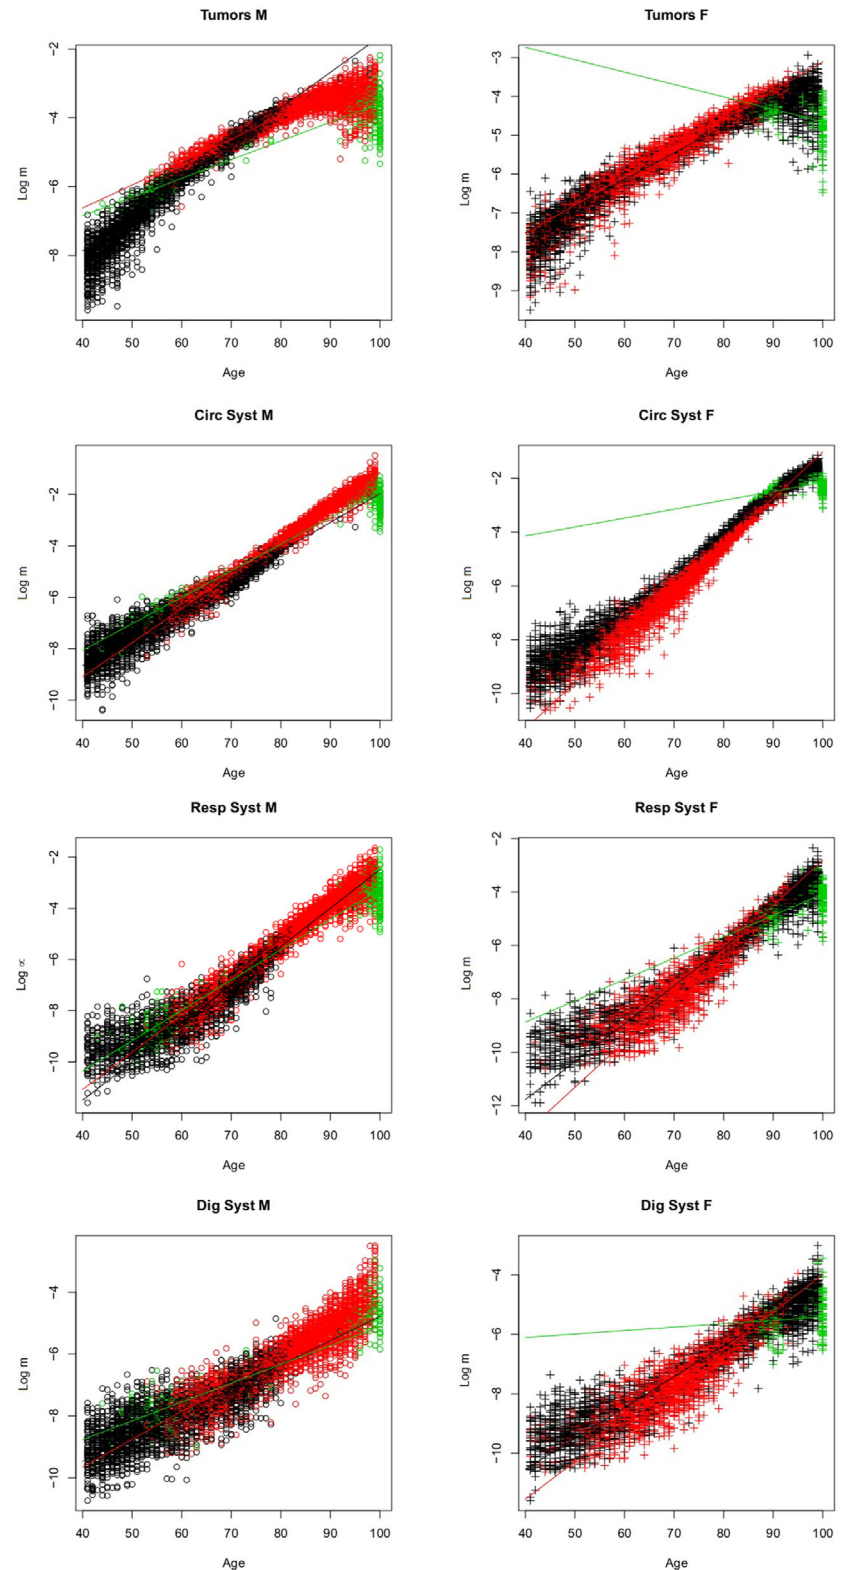 Tumors M
Tumors F
Log m
-2
-4
-6
-8
40 50 60 70 80 90 100
Age
Log m
-3
-4
-5
-6
-7
-8
-9
40 50 60 70 80 90 100
Age
Circ Syst M
Circ Syst F
Log m
-2
-4
-6
-8
-10
40 50 60 70 80 90 100
Age
Log m
-2
-4
-6
-8
-10
40 50 60 70 80 90 100
Age
Resp Syst M
Resp Syst F
Log ∝
-2
-4
-6
-8
-10
40 50 60 70 80 90 100
Age
Log m
-2
-4
-6
-8
-10
-12
40 50 60 70 80 90 100
Age
Dig Syst M
Dig Syst F
Log m
-4
-6
-8
-10
40 50 60 70 80 90 100
Age
Log m
-4
-6
-8
-10
40 50 60 70 80 90 100
Age